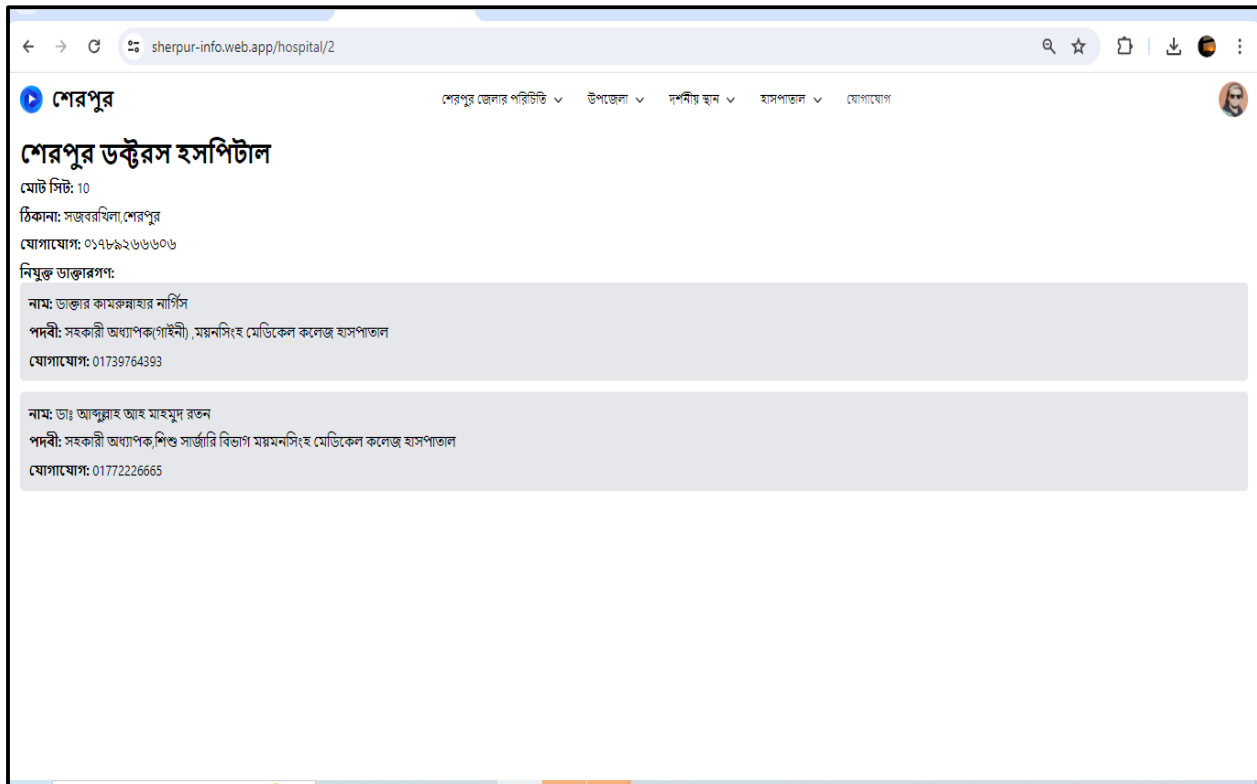 sherpur-info.web.app/hospital/2
শেরপুর
শেরপুর জেলার পরিচিতি উপজেলা দর্শনীয় স্থান হাসপাতাল যোগাযোগ
শেরপুর ডক্টরস হসপিটাল
মোট সিট: 10
ঠিকানা: সজবরখিলা,শেরপুর
যোগাযোগ: ০১৭৮৯২৬৬৬০৬
নিযুক্ত ডাক্তারগণ:
নাম: ডাক্তার কামরুন্নাহার নার্গিস
পদবী: সহকারী অধ্যাপক(গাইনী) ,ময়নসিংহ মেডিকেল কলেজ হাসপাতাল
যোগাযোগ: 01739764393
নাম: ডাঃ আব্দুল্লাহ আহ মাহমুদ রতন
পদবী: সহকারী অধ্যাপক,শিশু সার্জারি বিভাগ ময়মনসিংহ মেডিকেল কলেজ হাসপাতাল
যোগাযোগ: 01772226665